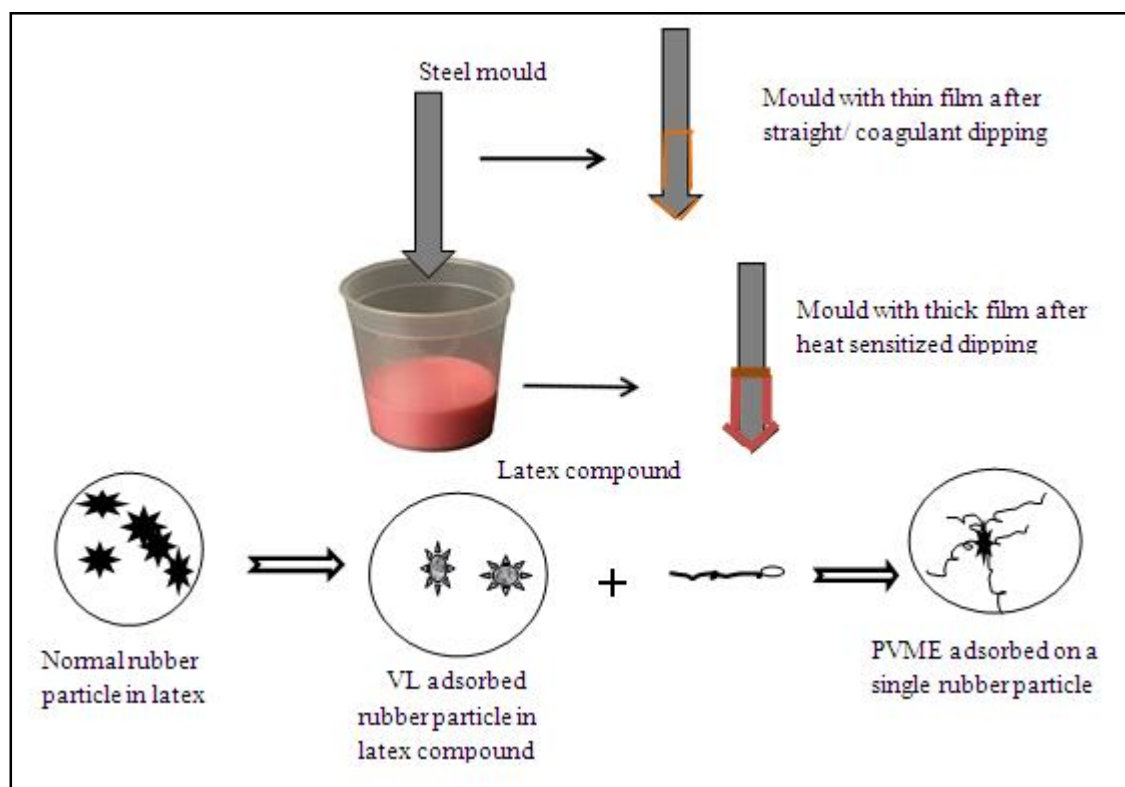 Steel mould
Mould with thin film after
straight/ coagulant dipping
Mould with thick film after
heat sensitized dipping
Latex compound
Normal rubber
particle in latex
VL adsorbed
rubber particle in
latex compound
+
PVME adsorbed on a
single rubber particle